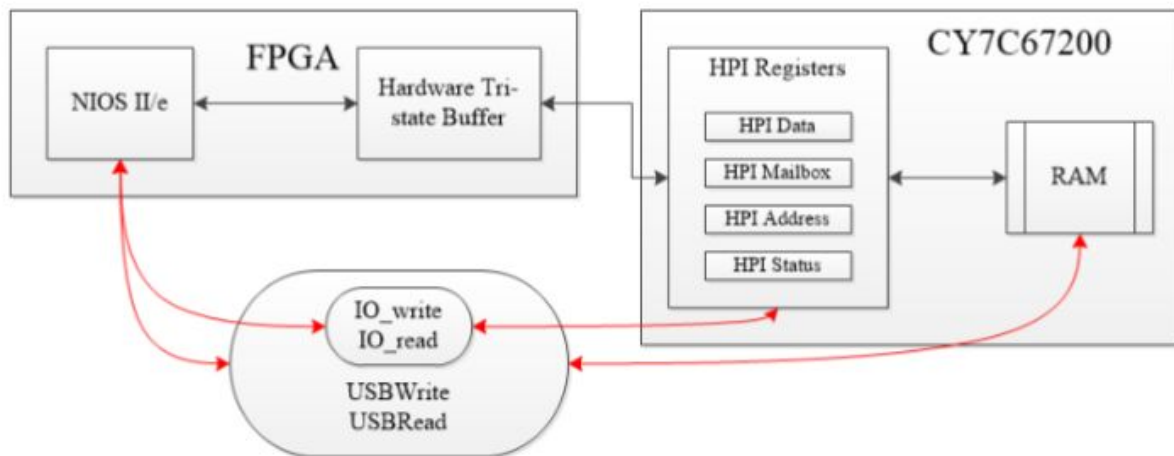 FPGA
NIOS II/e
Hardware Tri-
state Buffer
CY7C67200
HPI Registers
HPI Data
HPI Mailbox
HPI Address
HPI Status
RAM
IO_write
IO_read
USBWrite
USBRead